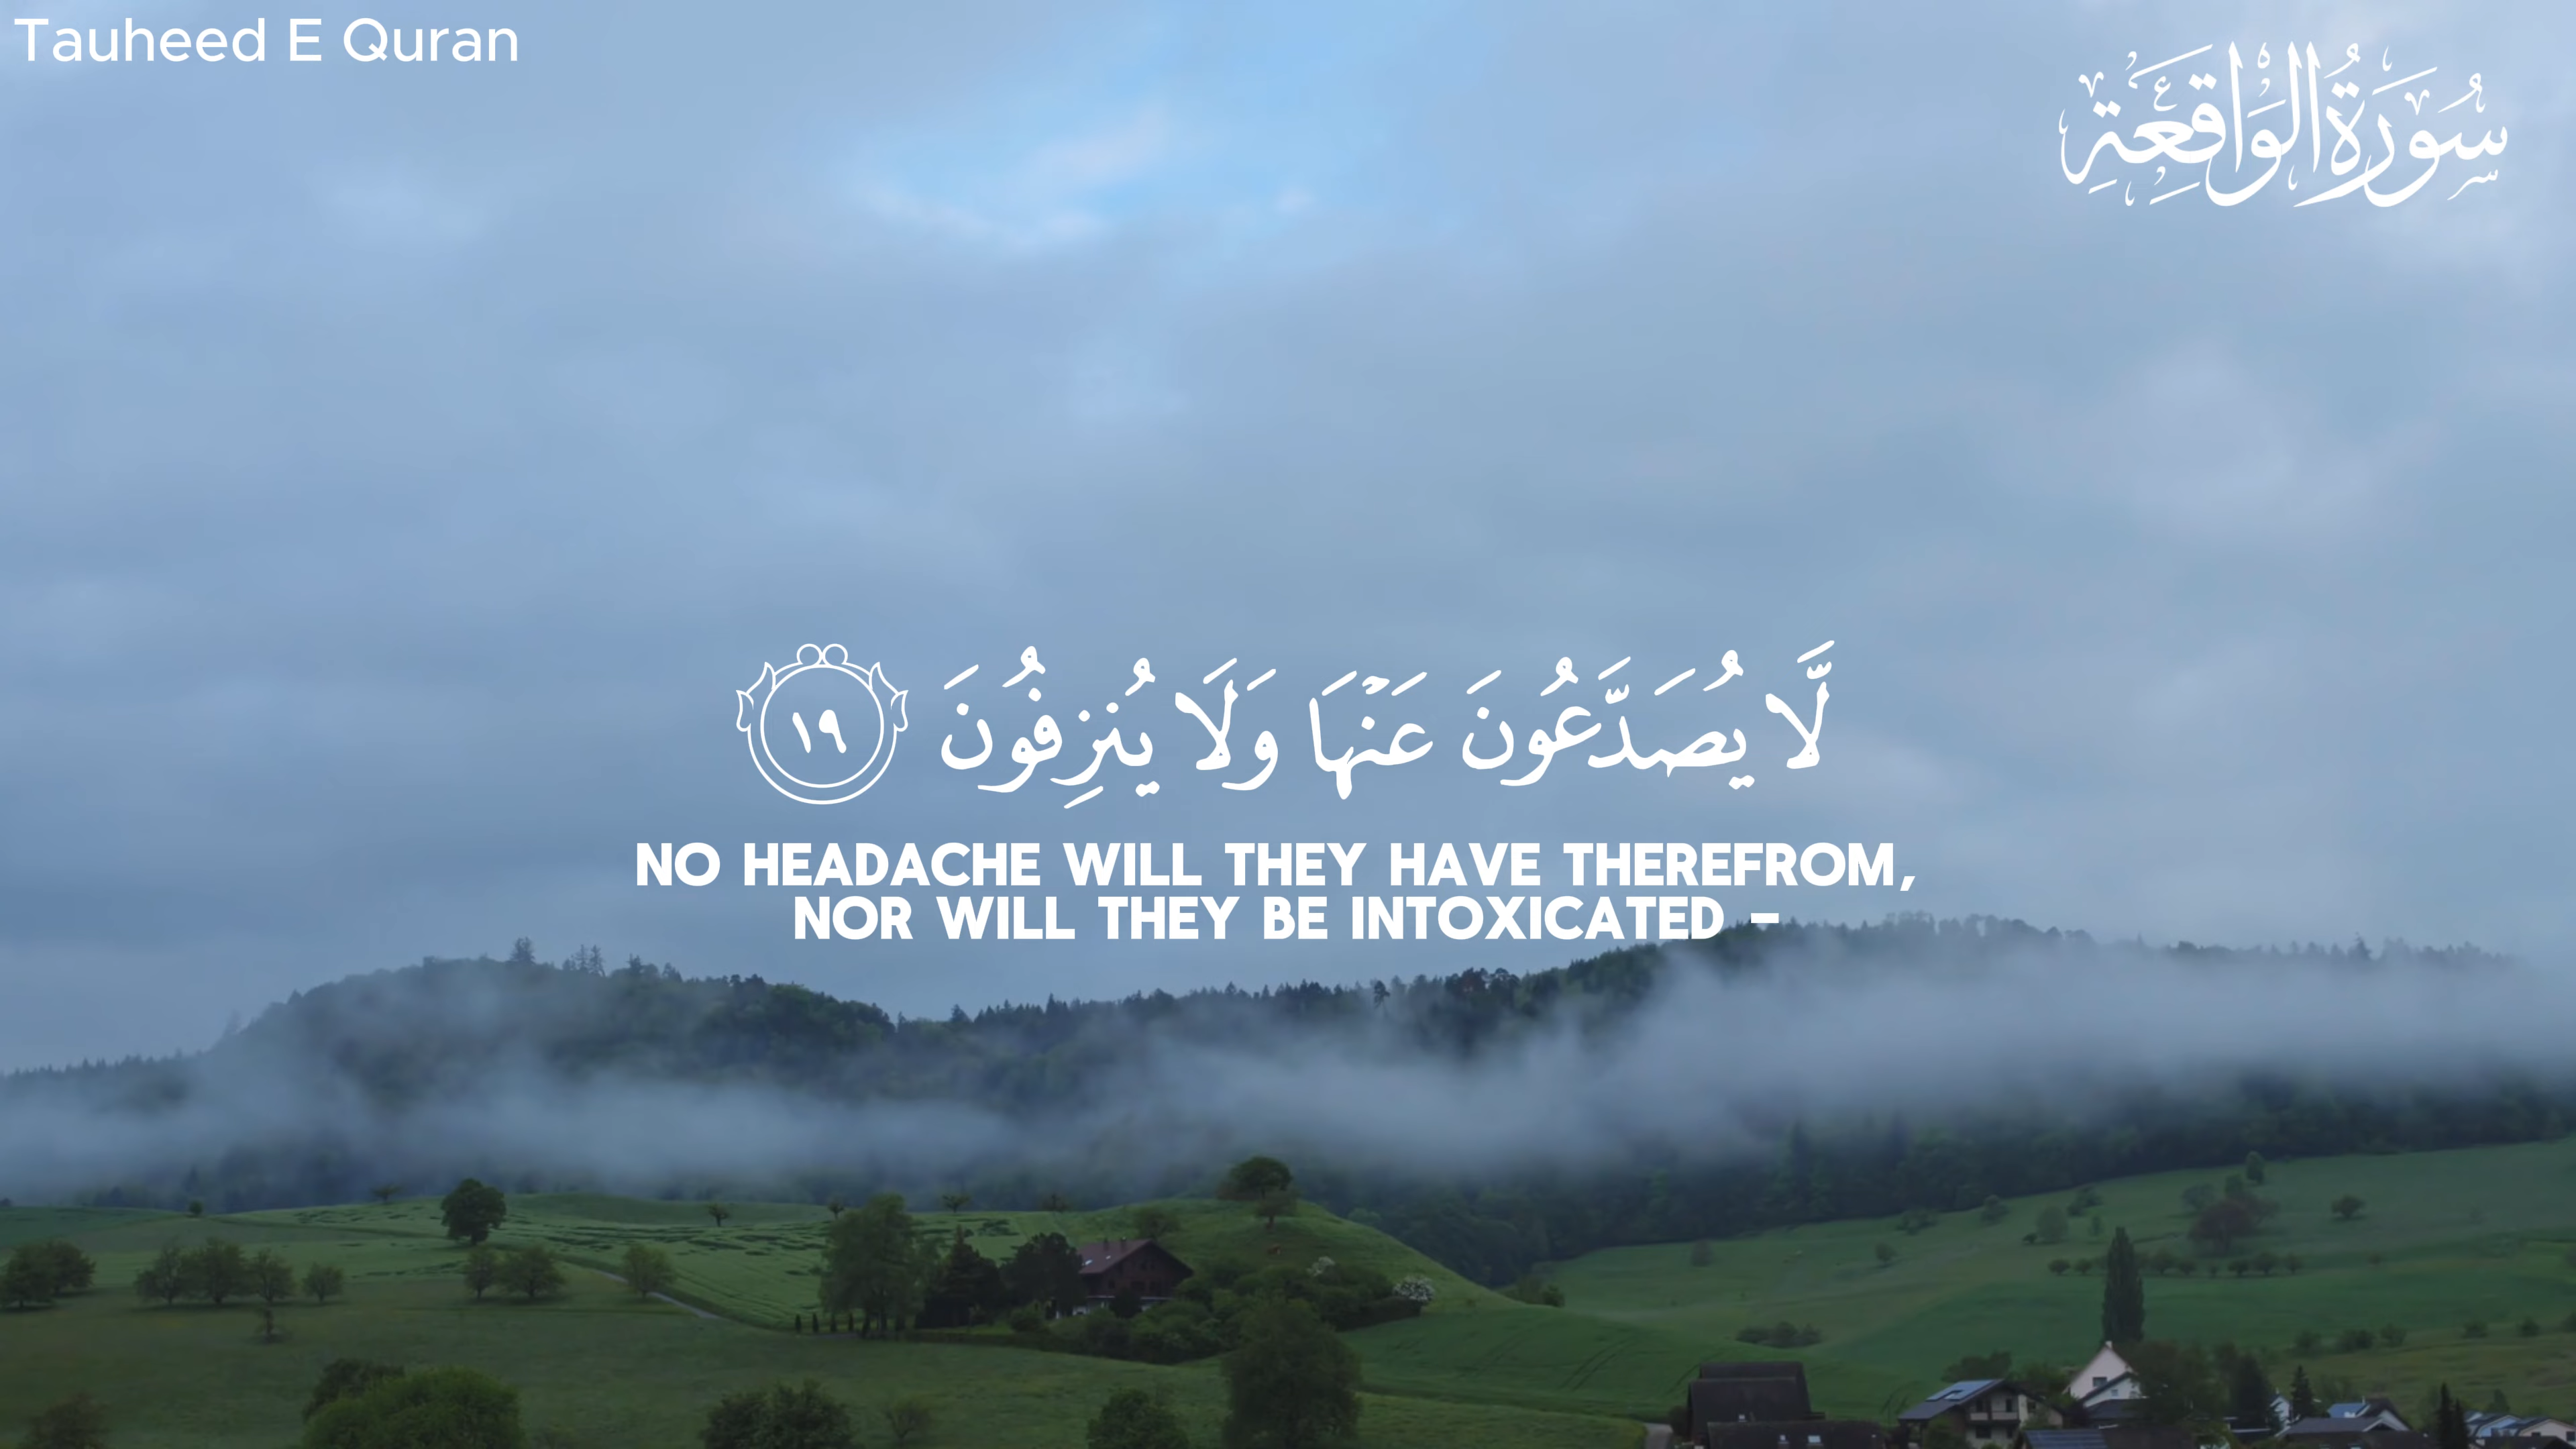 Tauheed E Quran
سُورَةُ الوَاقِعَةِ
لَّا يُصَدَّعُونَ عَنْهَا وَلَا يُنزِفُونَ ١٩
NO HEADACHE WILL THEY HAVE THEREFROM,
NOR WILL THEY BE INTOXICATED -